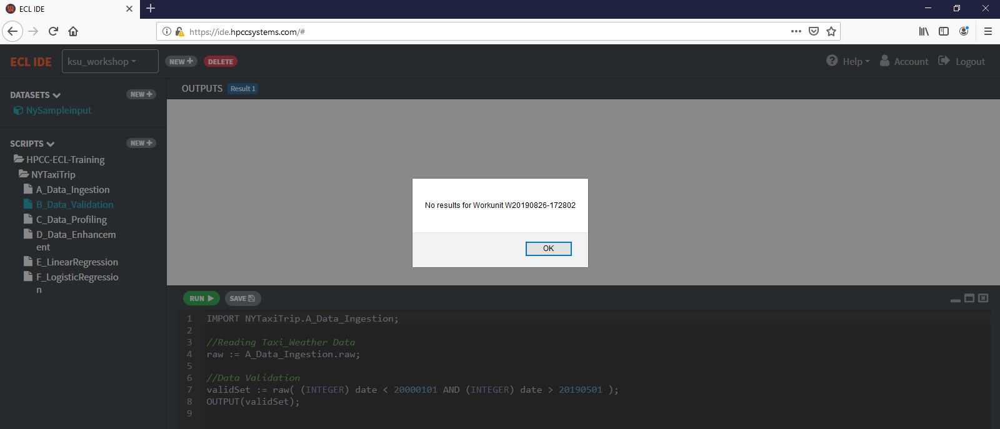 ECL IDE
https://ide.hpccsystems.com/#
ECL IDE
ksu_workshop
NEW
DELETE
Help
Account
Logout
DATASETS
NEW
NySampleinput
SCRIPTS
NEW
HPCC-ECL-Training
NYTaxiTrip
A_Data_Ingestion
B_Data_Validation
C_Data_Profiling
D_Data_Enhancem
ent
E_LinearRegression
F_LogisticRegressio
n
OUTPUTS Result 1
No results for Workunit W20190826-172802
OK
RUN
SAVE
1 IMPORT NYTaxiTrip.A_Data_Ingestion;
2
3 //Reading Taxi_Weather Data
4 raw := A_Data_Ingestion.raw;
5
6 //Data Validation
7 validSet := raw( (INTEGER) date < 20000101 AND (INTEGER) date > 20190501 );
8 OUTPUT(validSet);
9